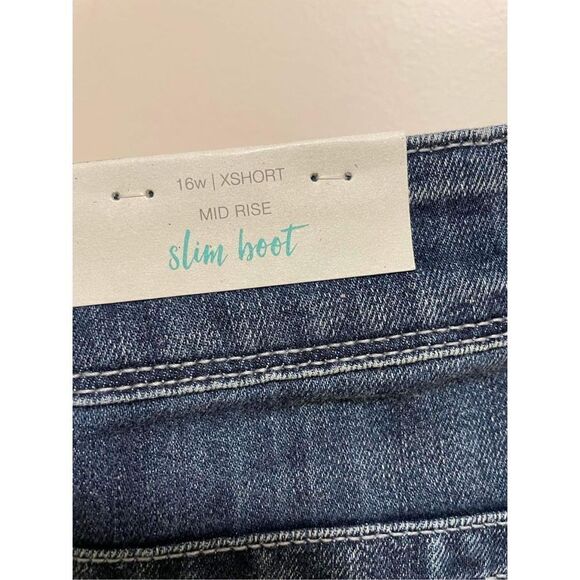 16w | XSHORT
MID RISE
slim boot